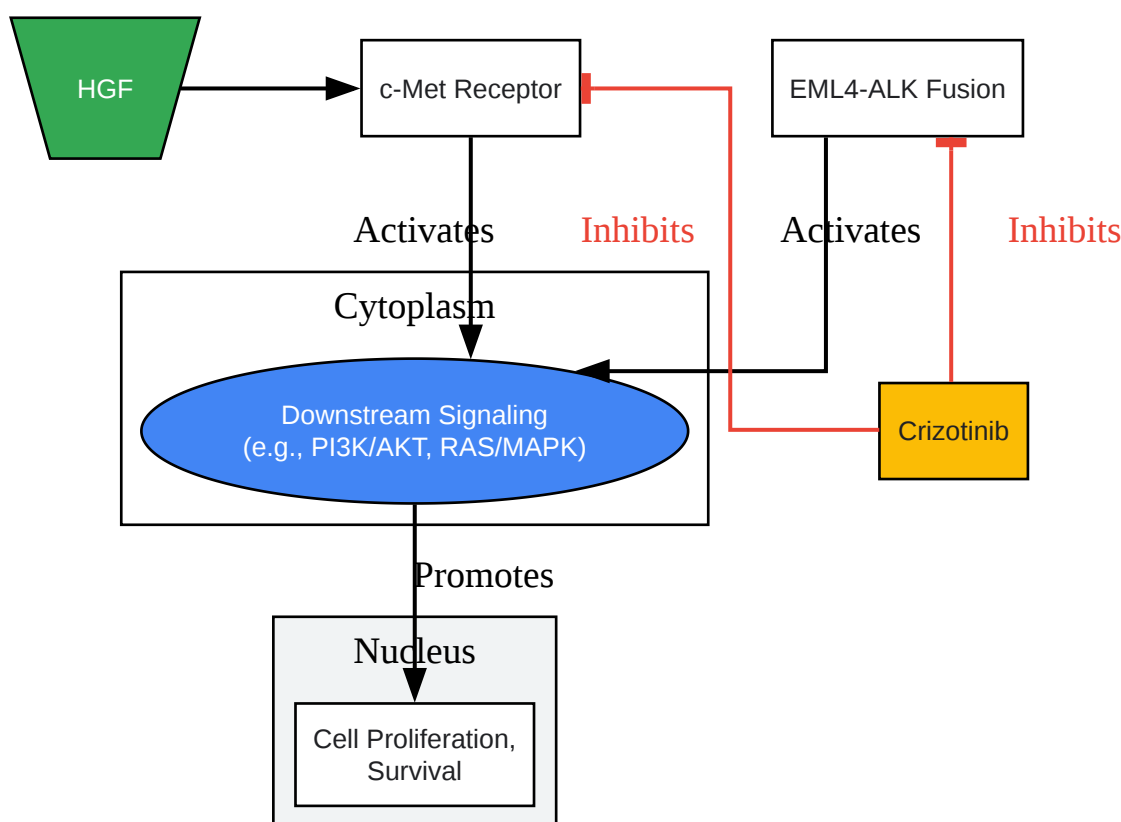 HGF
c-Met Receptor
EML4-ALK Fusion
Activates
Inhibits
Activates
Inhibits
Cytoplasm
Downstream Signaling
(e.g., PI3K/AKT, RAS/MAPK)
Crizotinib
Promotes
Nucleus
Cell Proliferation,
Survival